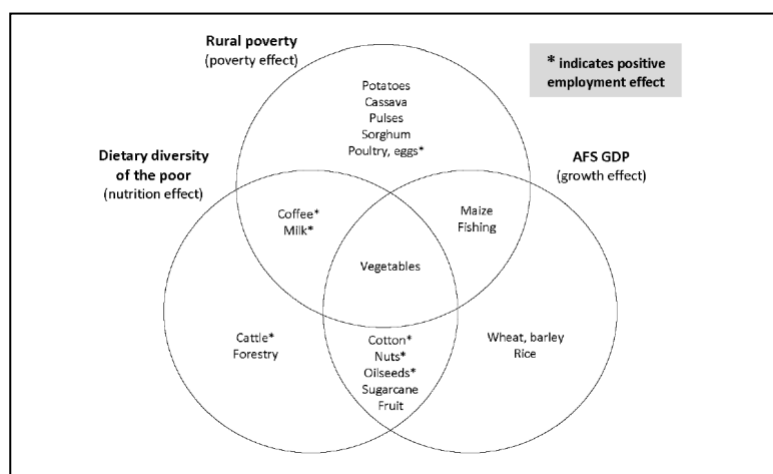 Rural poverty
(poverty effect)
* indicates positive
employment effect
Potatoes
Cassava
Pulses
Sorghum
Poultry, eggs*
Dietary diversity
of the poor
(nutrition effect)
AFS GDP
(growth effect)
Coffee*
Milk*
Maize
Fishing
Vegetables
Cattle*
Forestry
Cotton*
Nuts*
Oilseeds*
Sugarcane
Fruit
Wheat, barley
Rice